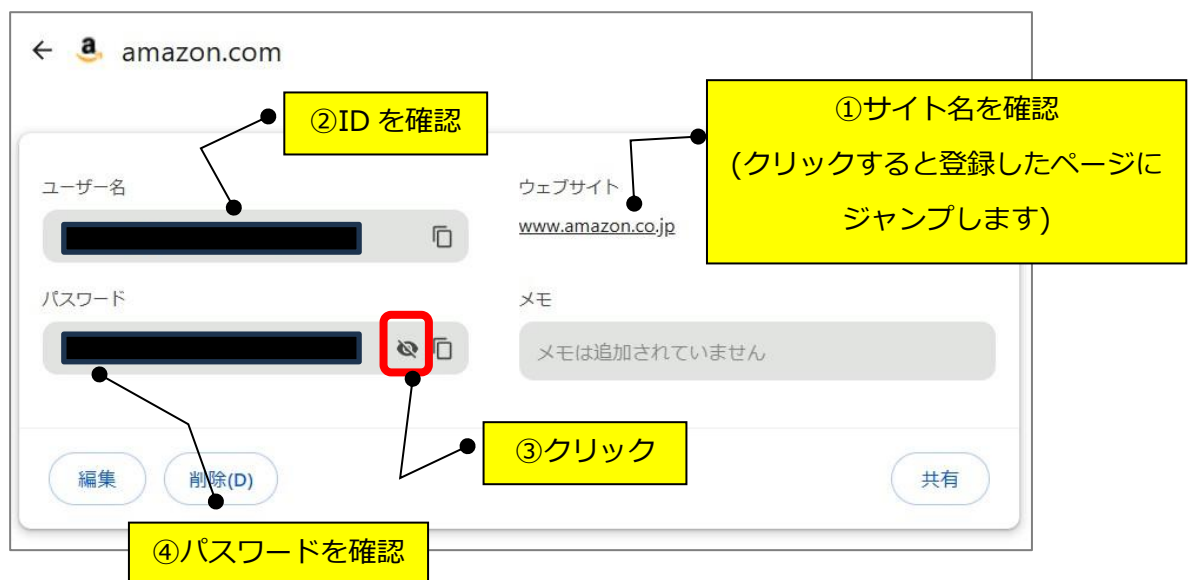 amazon.com
②ID を確認
①サイト名を確認
(クリックすると登録したページに
ジャンプします)
ユーザー名
ウェブサイト
www.amazon.co.jp
パスワード
メモ
メモは追加されていません
③クリック
編集
削除(D)
共有
④パスワードを確認